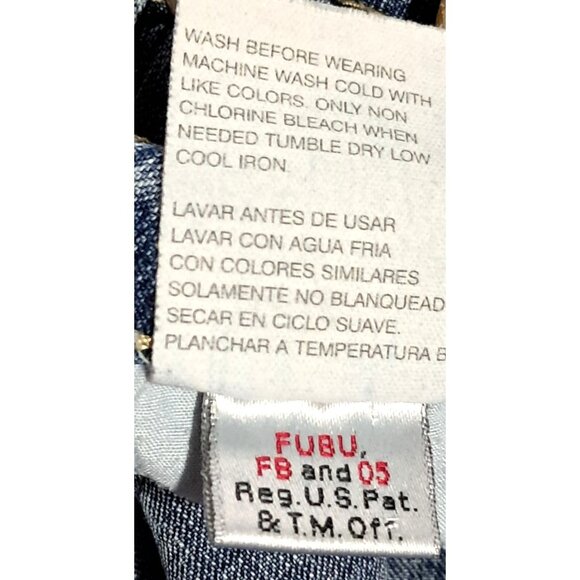 WASH BEFORE WEARING
MACHINE WASH COLD WITH
LIKE COLORS. ONLY NON
CHLORINE BLEACH WHEN
NEEDED TUMBLE DRY LOW
COOL IRON.
LAVAR ANTES DE USAR
LAVAR CON AGUA FRIA
CON COLORES SIMILARES
SOLAMENTE NO BLANQUEAD
SECAR EN CICLO SUAVE.
PLANCHAR A TEMPERATURA B
FUBU,
FB and 05
Reg.U.S.Pat.
& T.M. Off.